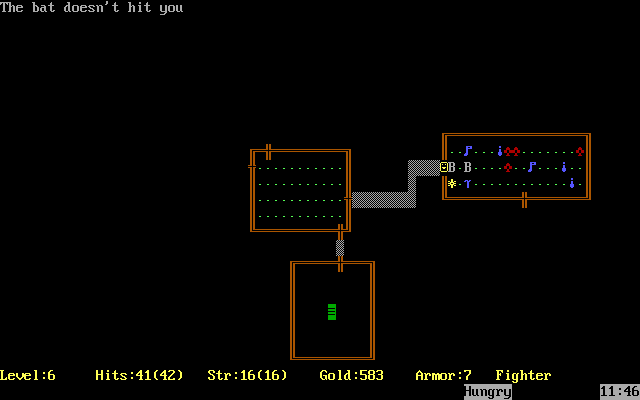 The bat doesn't hit you
B B
Level:6 Hits:41(42) Str:16(16) Gold:583 Armor:7 Fighter
Hungry 11:46